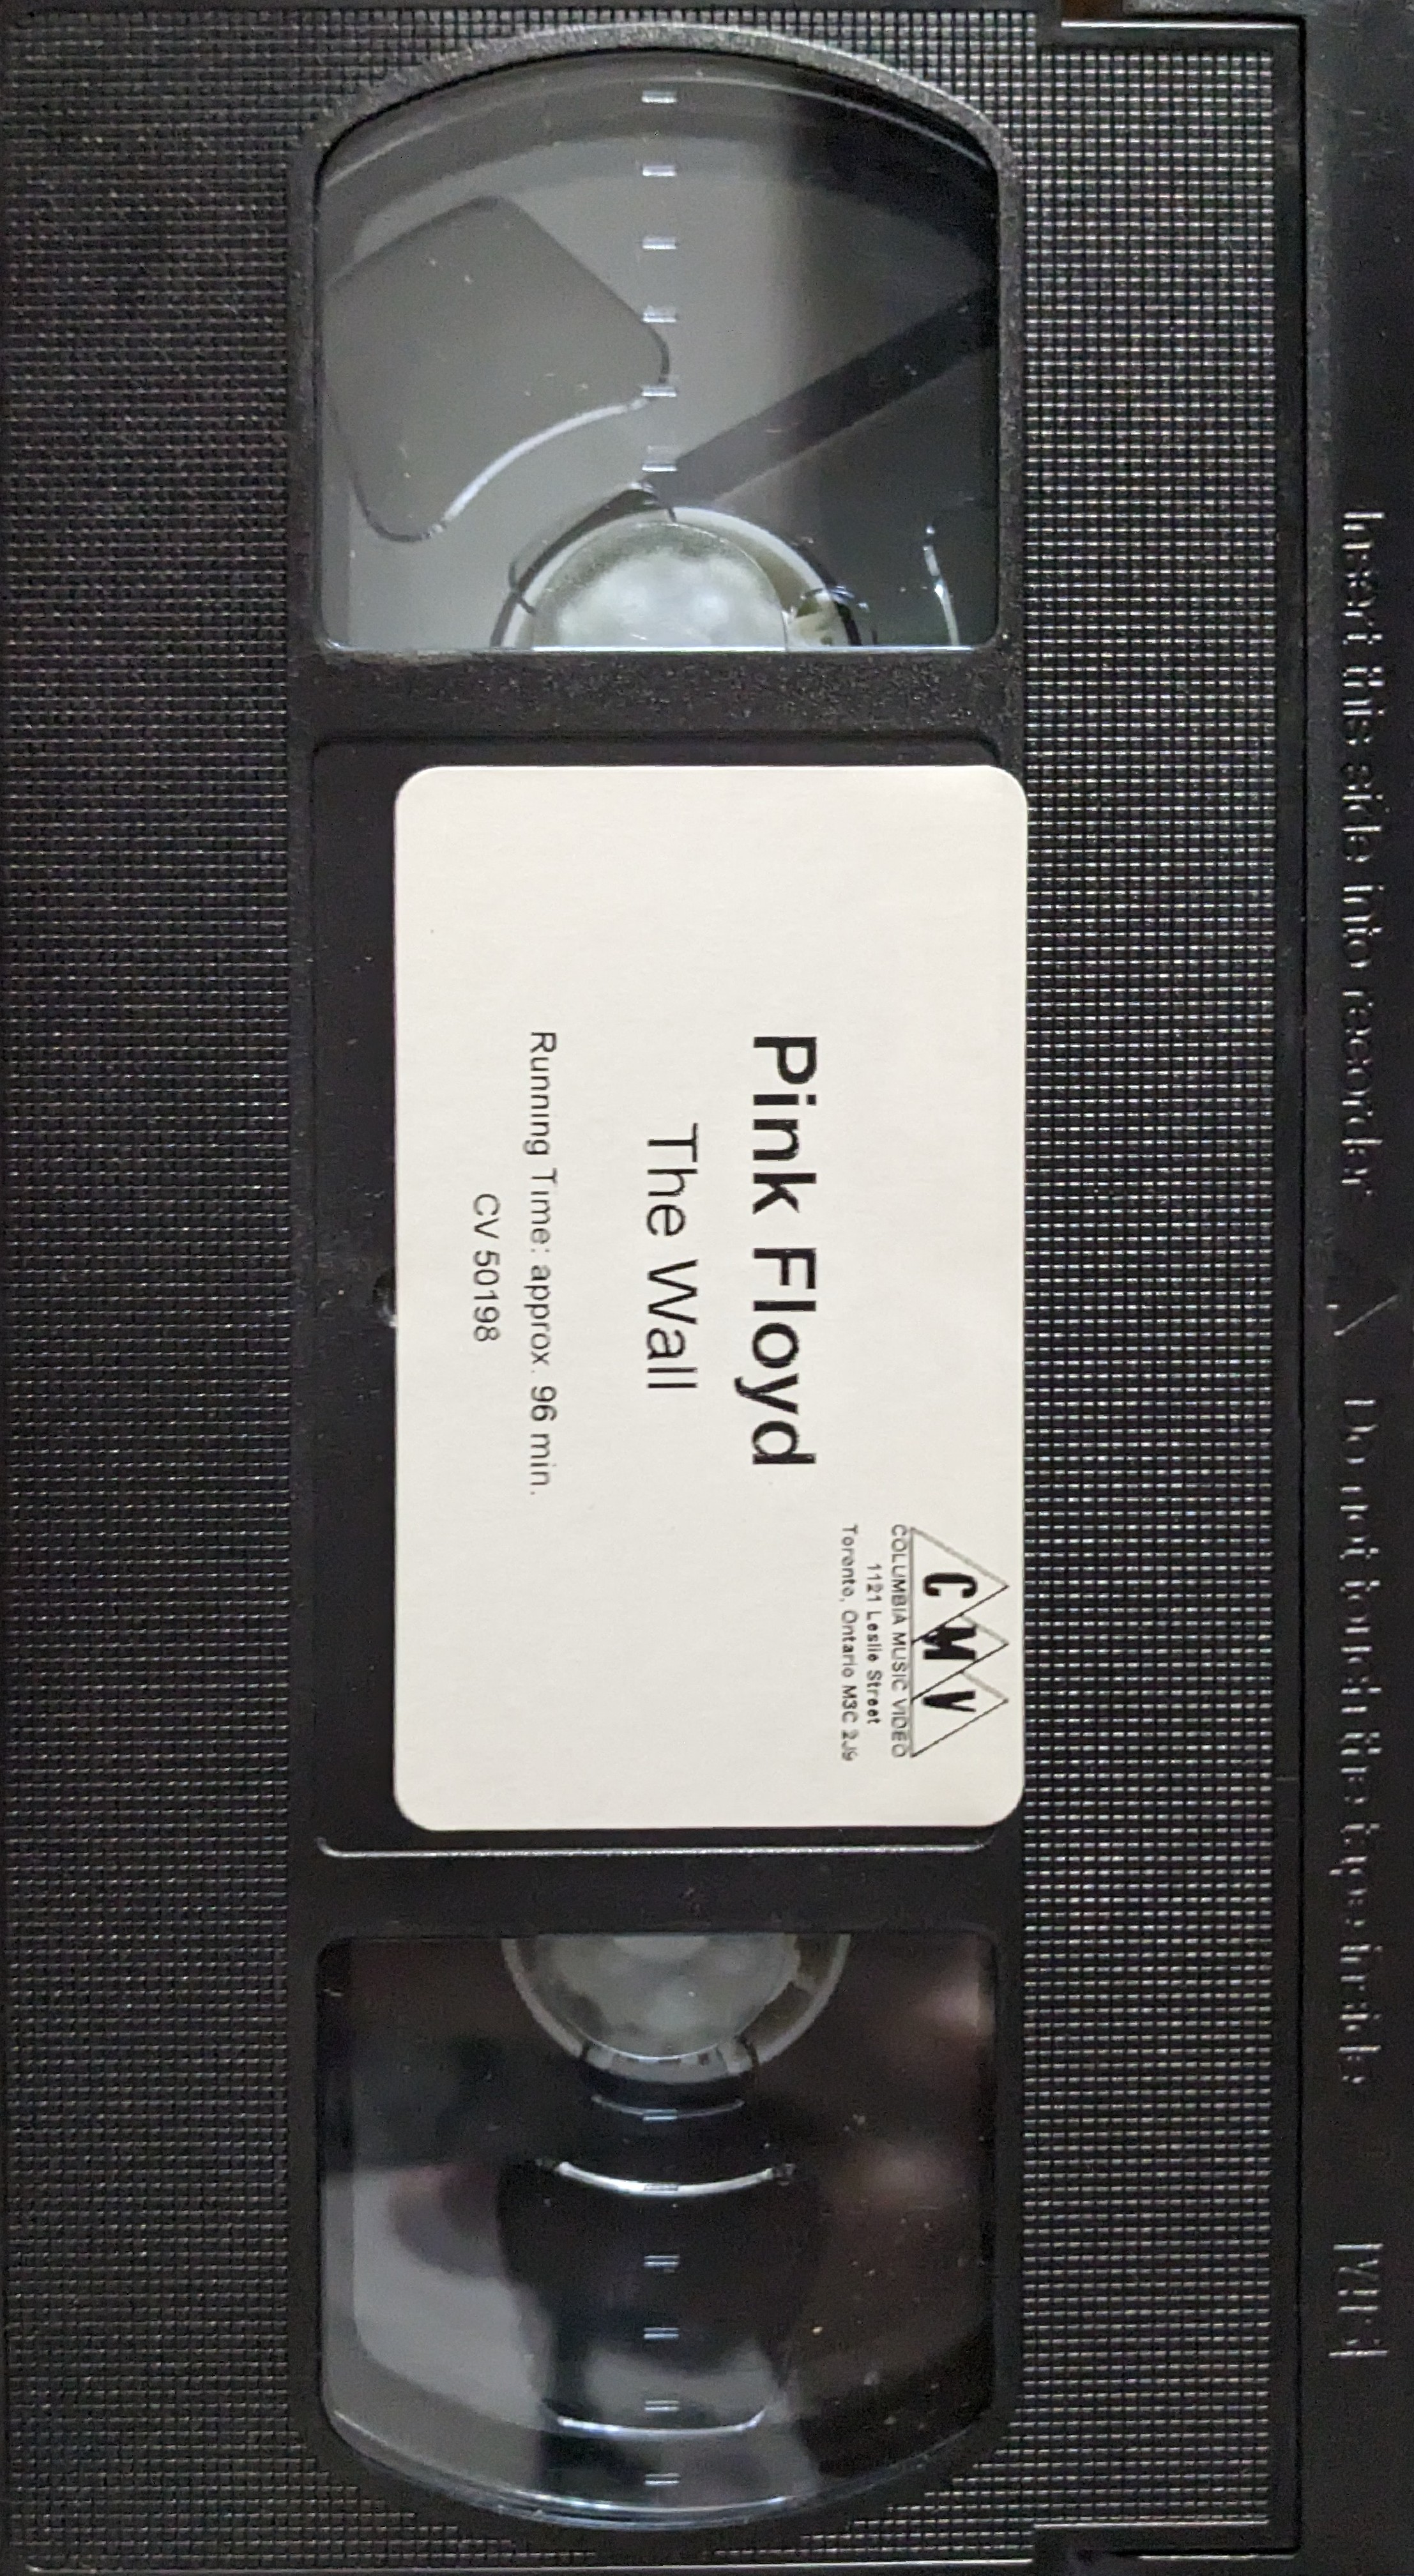 CMV
COLUMBIA MUSIC VIDEO
1121 Leslie Street
Toronto, Ontario M3C 2J9
Pink Floyd
The Wall
Running Time: approx. 96 min.
CV 50198
Insert this side into recorder △ Do not touch the tape inside